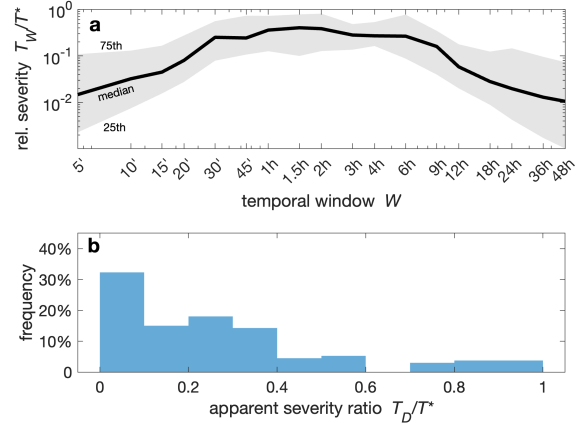 a
rel. severity T_W/T*
10^0
10^-1
10^-2
75th
median
25th
5' 10' 15' 20' 30' 45' 1h 1.5h 2h 3h 4h 6h 9h 12h 18h 24h 36h 48h
temporal window W
b
frequency
40%
30%
20%
10%
0
0 0.2 0.4 0.6 0.8 1
apparent severity ratio T_D/T*